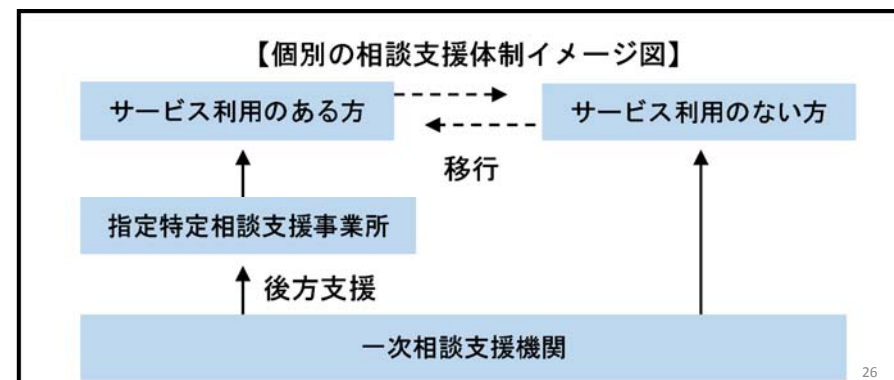 【個別の相談支援体制イメージ図】
サービス利用のある方
サービス利用のない方
移行
指定特定相談支援事業所
後方支援
一次相談支援機関
26